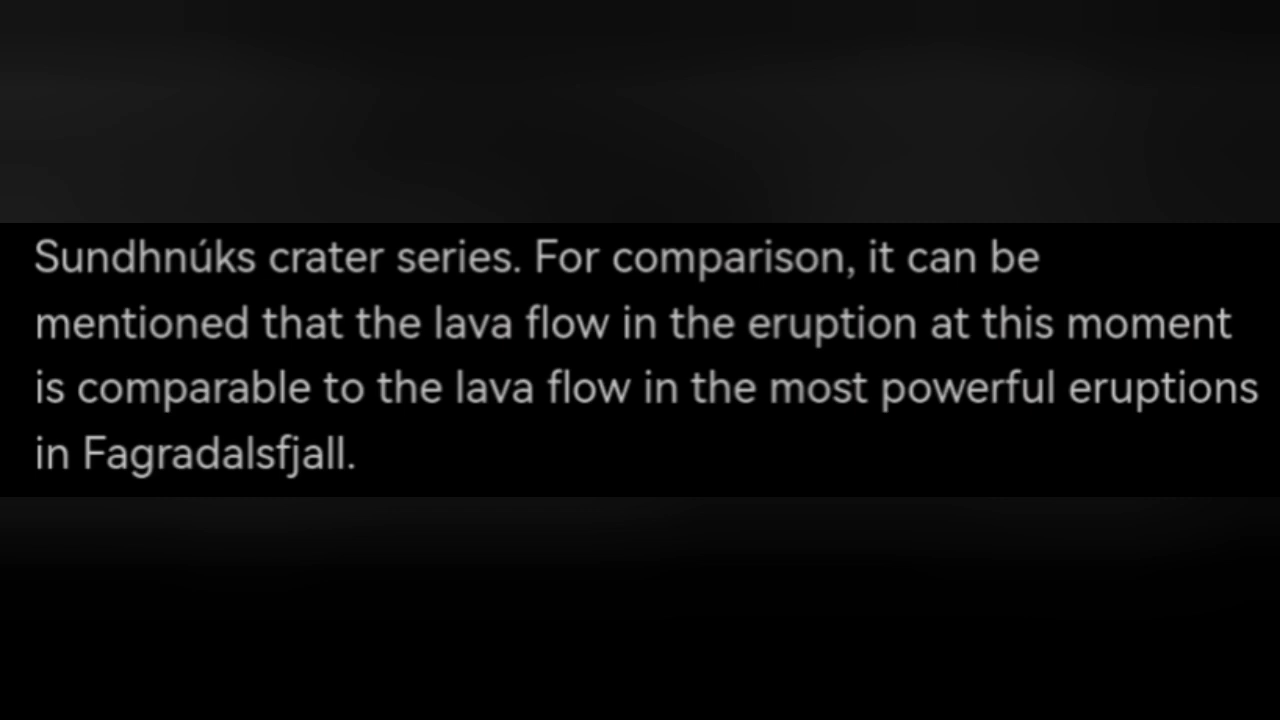 Sundhnúks crater series. For comparison, it can be
mentioned that the lava flow in the eruption at this moment
is comparable to the lava flow in the most powerful eruptions
in Fagradalsfjall.